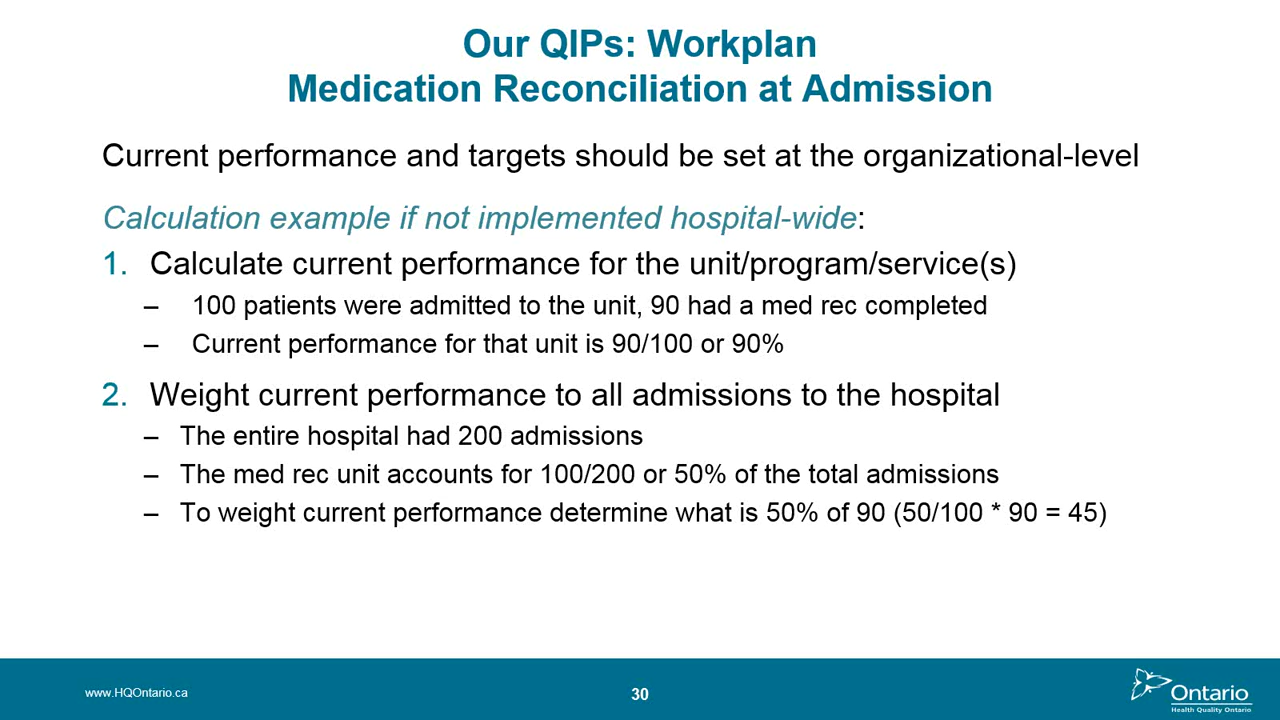 Our QIPs: Workplan
Medication Reconciliation at Admission
Current performance and targets should be set at the organizational-level
Calculation example if not implemented hospital-wide:
1. Calculate current performance for the unit/program/service(s)
– 100 patients were admitted to the unit, 90 had a med rec completed
– Current performance for that unit is 90/100 or 90%
2. Weight current performance to all admissions to the hospital
– The entire hospital had 200 admissions
– The med rec unit accounts for 100/200 or 50% of the total admissions
– To weight current performance determine what is 50% of 90 (50/100 * 90 = 45)
www.HQOntario.ca
30
Ontario
Health Quality Ontario